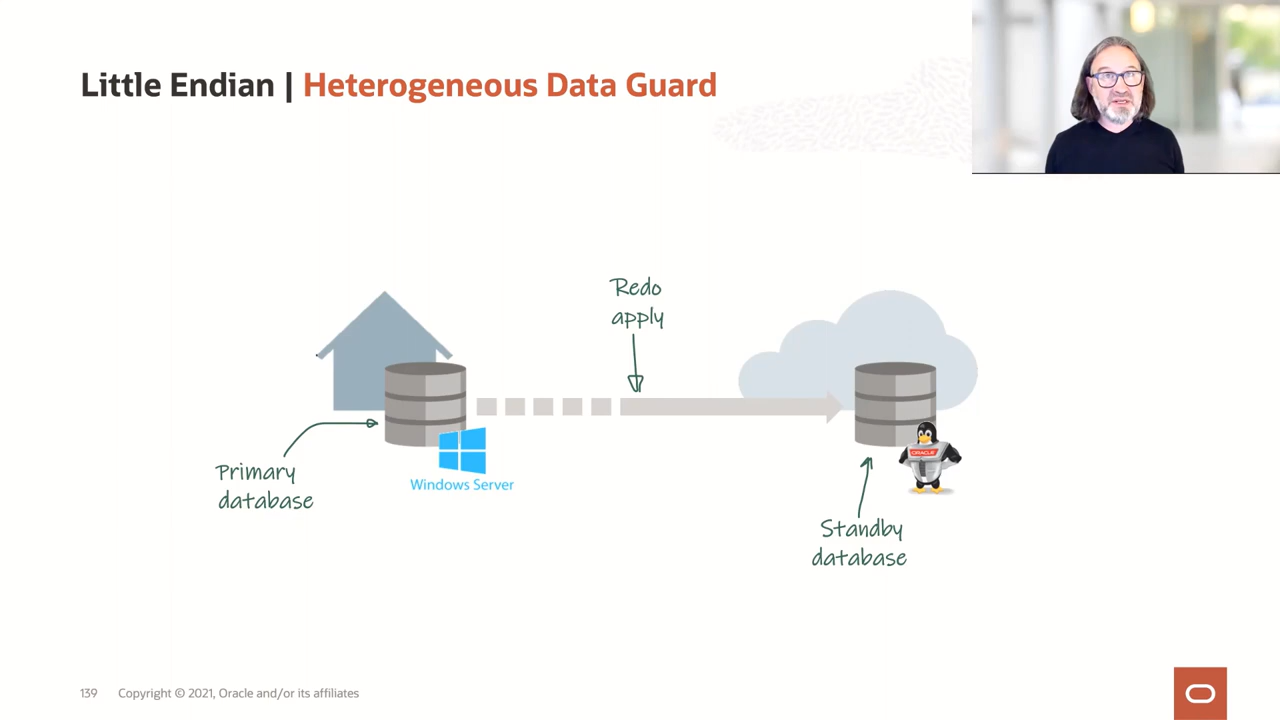 Little Endian | Heterogeneous Data Guard
Redo
apply
Primary
database
Windows Server
ORACLE
Standby
database
139 Copyright © 2021, Oracle and/or its affiliates